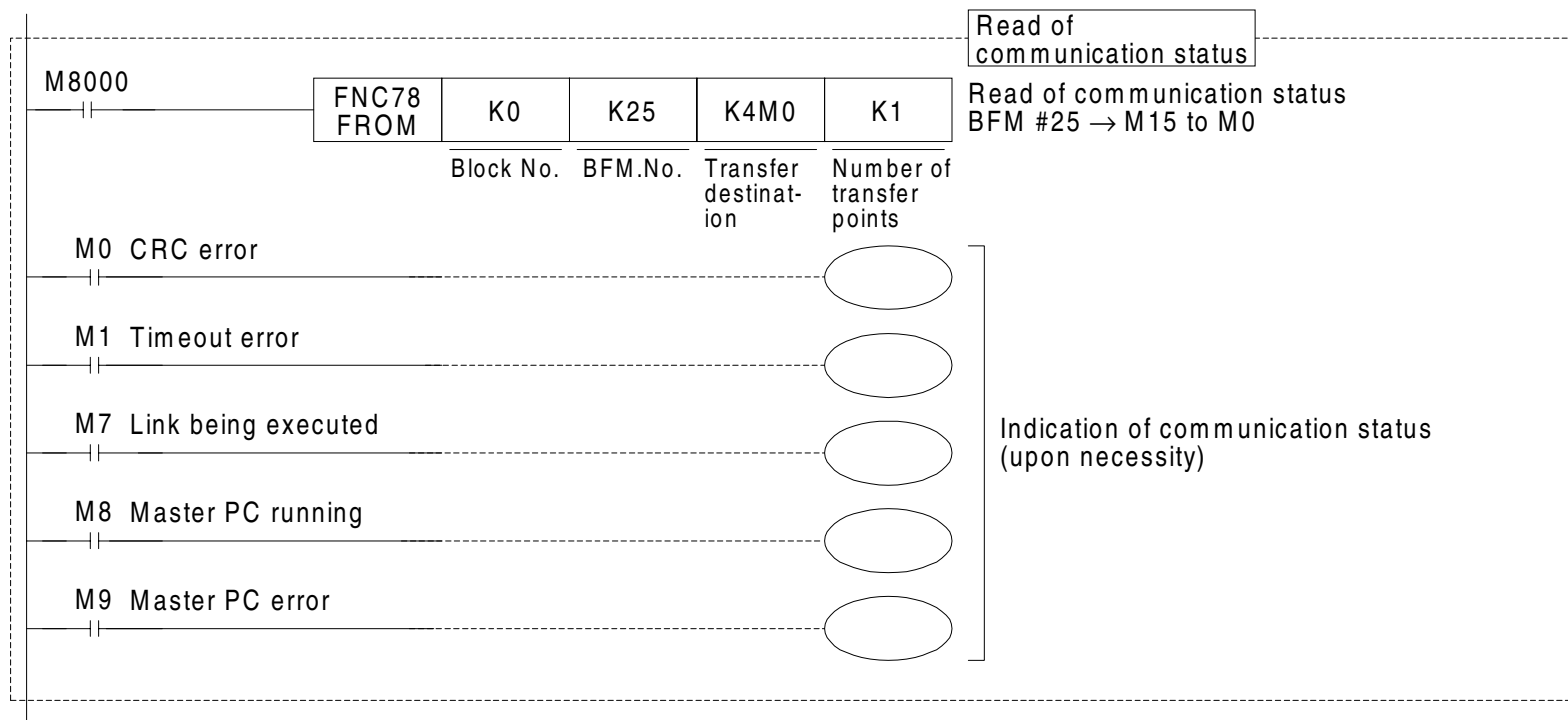 Read of
communication status
M8000
FNC78
FROM
K0
K25
K4M0
K1
Read of communication status
BFM #25 → M15 to M0
Block No.
BFM.No.
Transfer
destinat-
ion
Number of
transfer
points
M0 CRC error
M1 Timeout error
M7 Link being executed
M8 Master PC running
M9 Master PC error
Indication of communication status
(upon necessity)